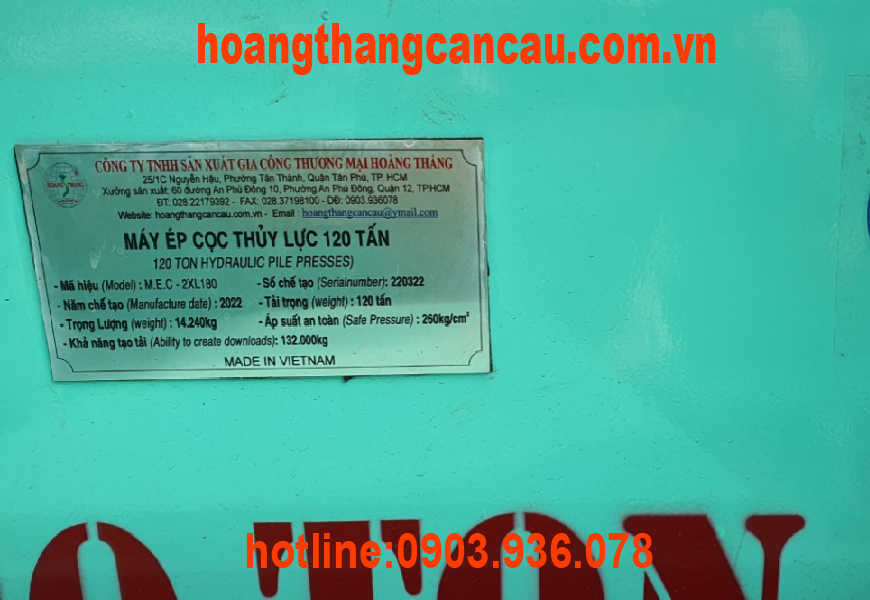 hoangthangcancau.com.vn
CÔNG TY TNHH SẢN XUẤT GIA CÔNG THƯƠNG MẠI HOÀNG THẮNG
25/1C Nguyễn Hậu, Phường Tân Thành, Quận Tân Phú, TP HCM
Xưởng sản xuất: 60 đường An Phú Đông 10, Phường An Phú Đông, Quận 12, TPHCM
ĐT: 028.22179392 - FAX: 028.37198100 - DĐ: 0903.936078
Website: hoangthangcancau.com.vn - Email : hoangthangcancau@ymail.com
HOANG THANG
MÁY ÉP CỌC THỦY LỰC 120 TẤN
120 TON HYDRAULIC PILE PRESSES)
- Mã hiệu (Model) : M.E.C -2XL180 - Số chế tạo (Serialnumber): 220322
- Năm chế tạo (Manufacture date) : 2022 - Tải trọng (weight) : 120 tấn
- Trọng Lượng (weight) : 14.240kg - Áp suất an toàn (Safe Pressure) : 260kg/cm²
- Khả năng tạo tải (Ability to create downloads): 132.000kg
MADE IN VIETNAM
0 TON
hotline:0903.936.078